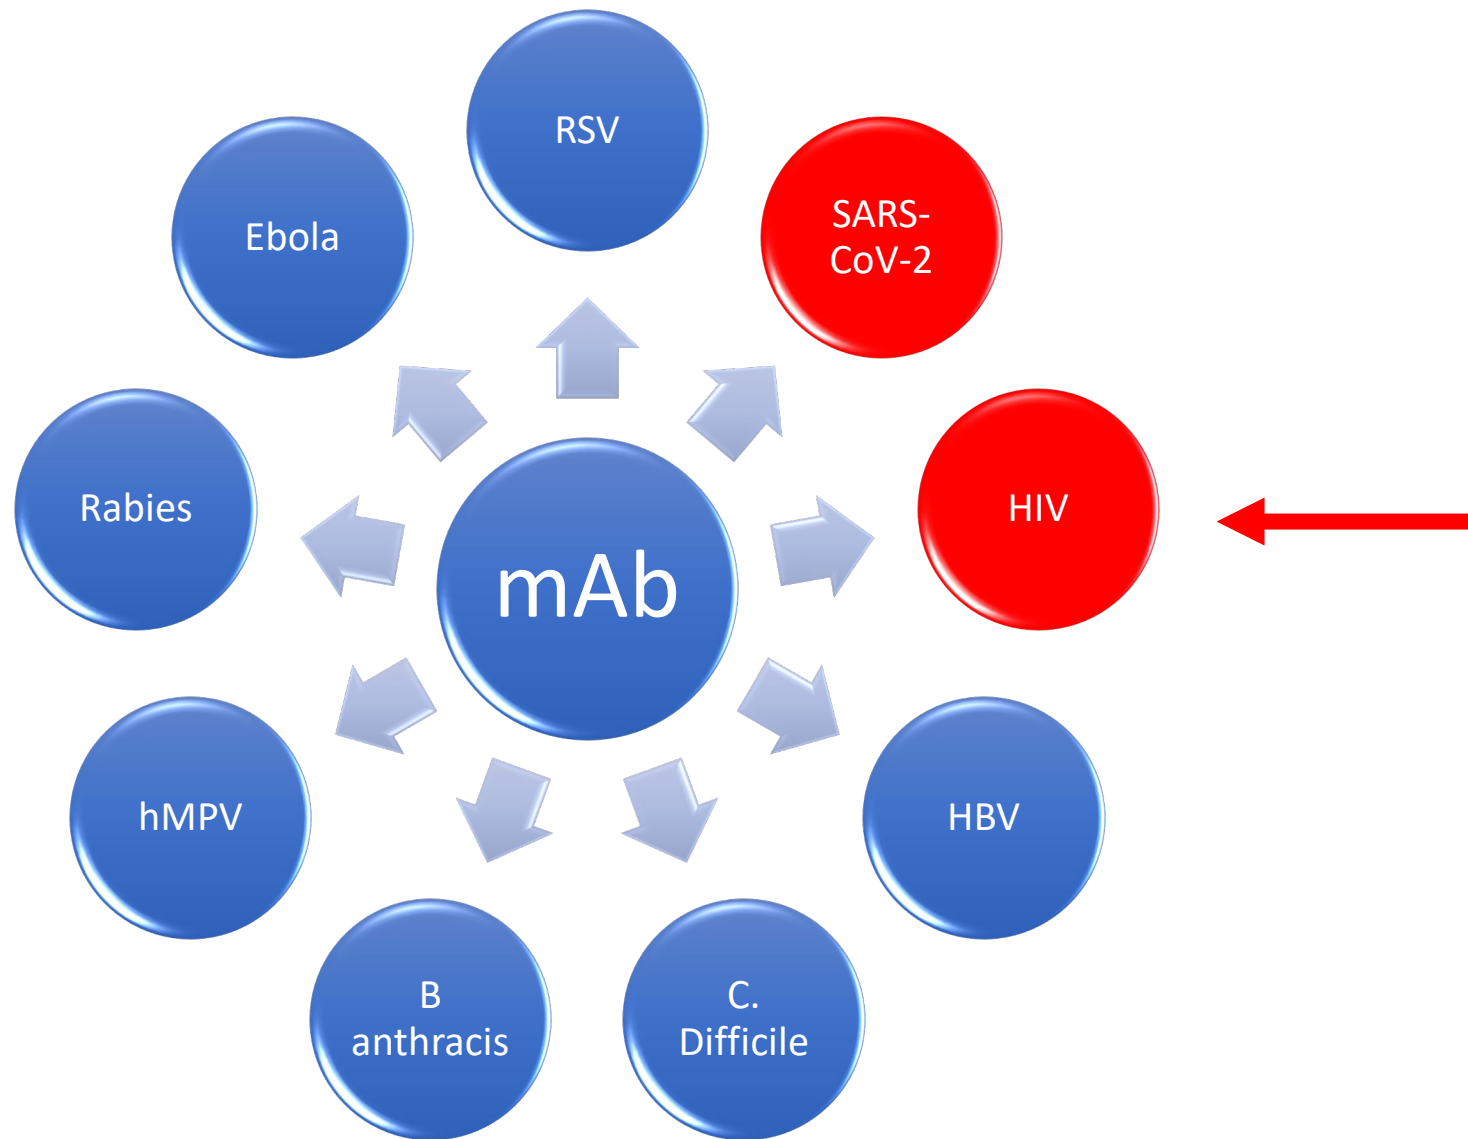 RSV
SARS-
CoV-2
Ebola
HIV
Rabies
mAb
HBV
hMPV
C.
Difficile
B
anthracis